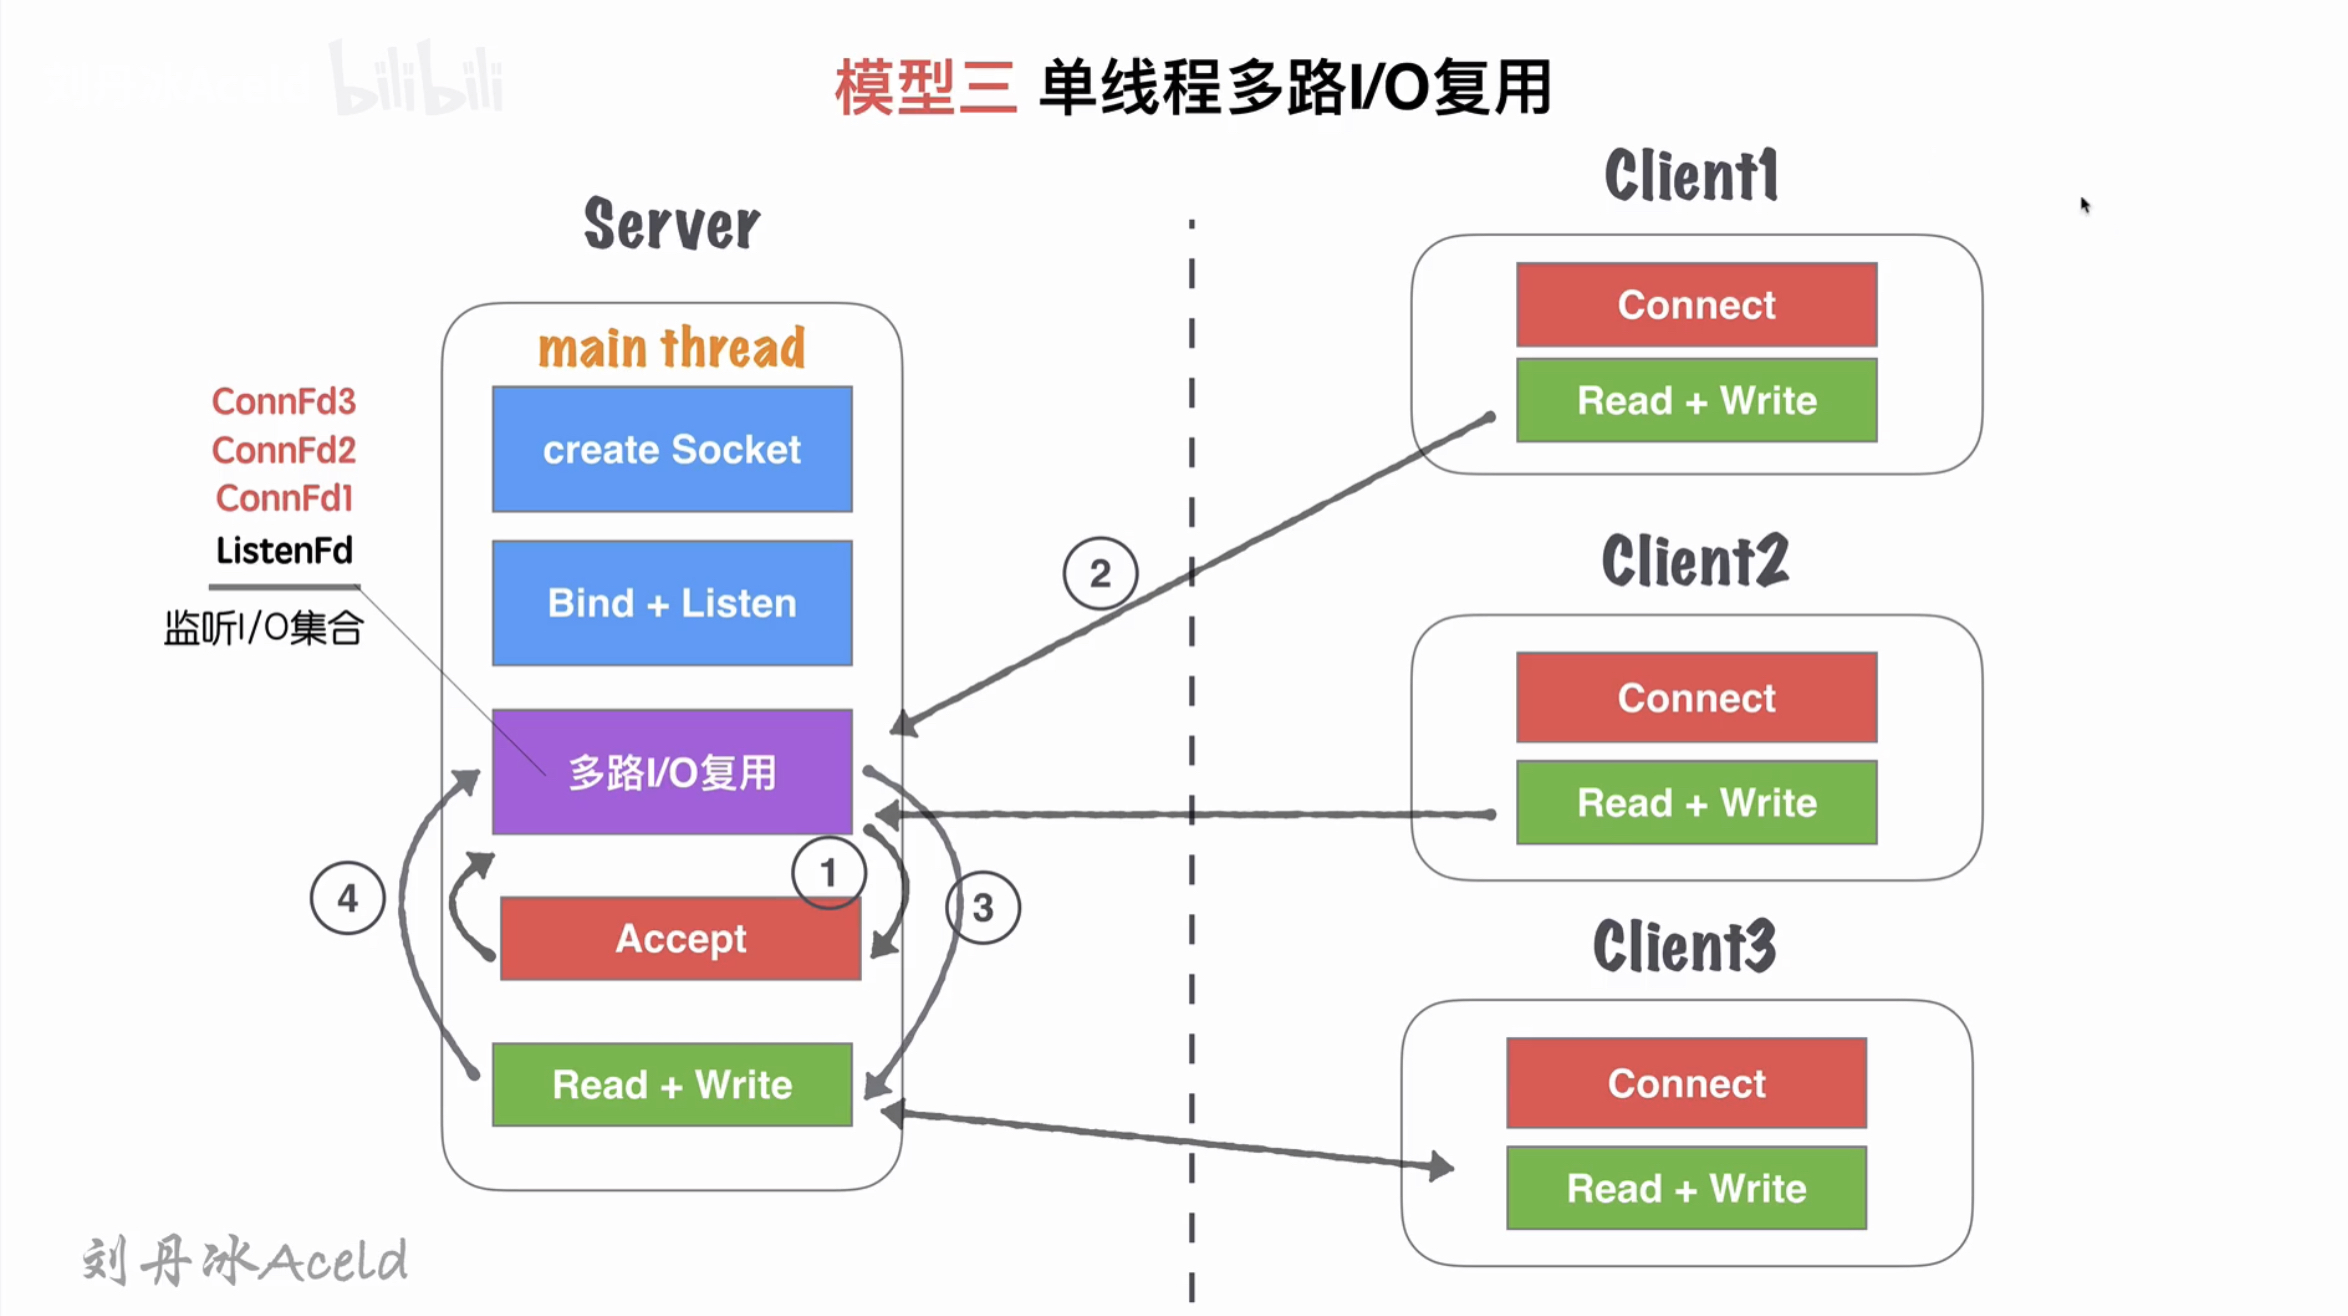 bilibili
模型三 单线程多路I/O复用
Server
main thread
create Socket
Bind + Listen
多路I/O复用
Accept
Read + Write
ConnFd3
ConnFd2
ConnFd1
ListenFd
监听I/O集合
1
2
3
4
Client1
Connect
Read + Write
Client2
Connect
Read + Write
Client3
Connect
Read + Write
刘丹冰Aceld